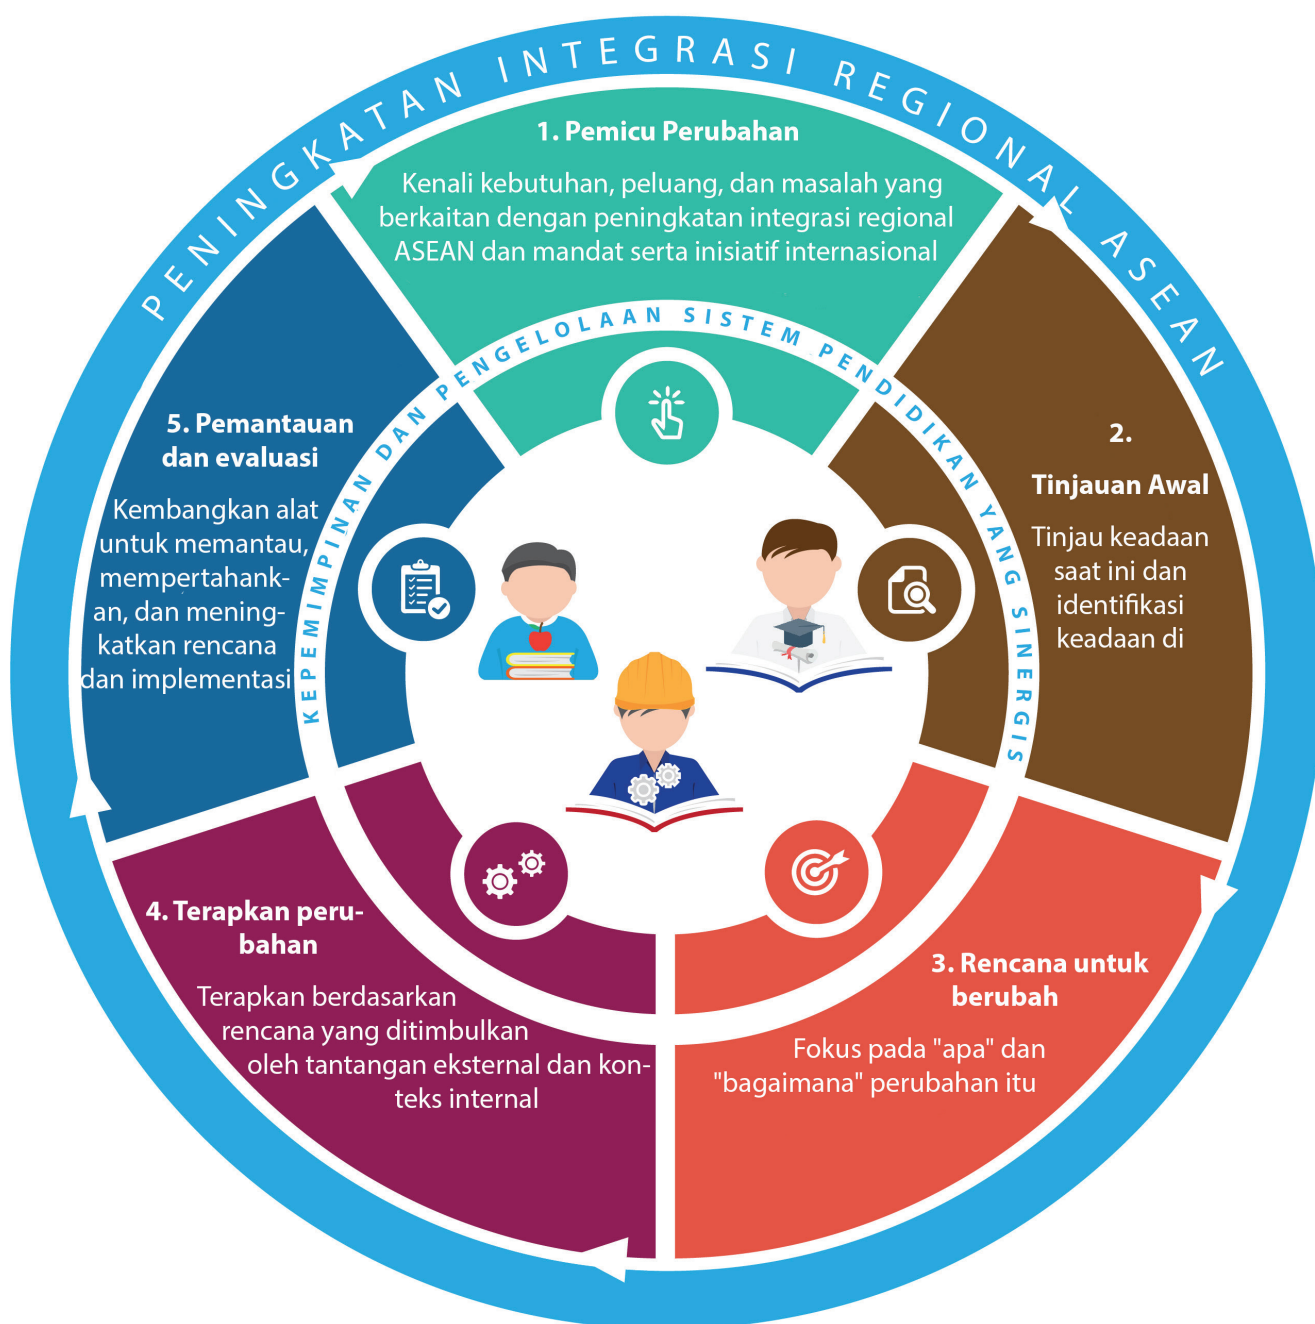 PENINGKATAN INTEGRASI REGIONAL ASEAN
1. Pemicu Perubahan
Kenali kebutuhan, peluang, dan masalah yang
berkaitan dengan peningkatan integrasi regional
ASEAN dan mandat serta inisiatif internasional
KEPEMIMPINAN DAN PENGELOLAAN SISTEM PENDIDIKAN YANG SINERGIS
2.
Tinjauan Awal
Tinjau keadaan
saat ini dan
identifikasi
keadaan di
3. Rencana untuk
berubah
Fokus pada "apa" dan
"bagaimana" perubahan itu
4. Terapkan peru-
bahan
Terapkan berdasarkan
rencana yang ditimbulkan
oleh tantangan eksternal dan kon-
teks internal
5. Pemantauan
dan evaluasi
Kembangkan alat
untuk memantau,
mempertahank-
an, dan mening-
katkan rencana
dan implementasi